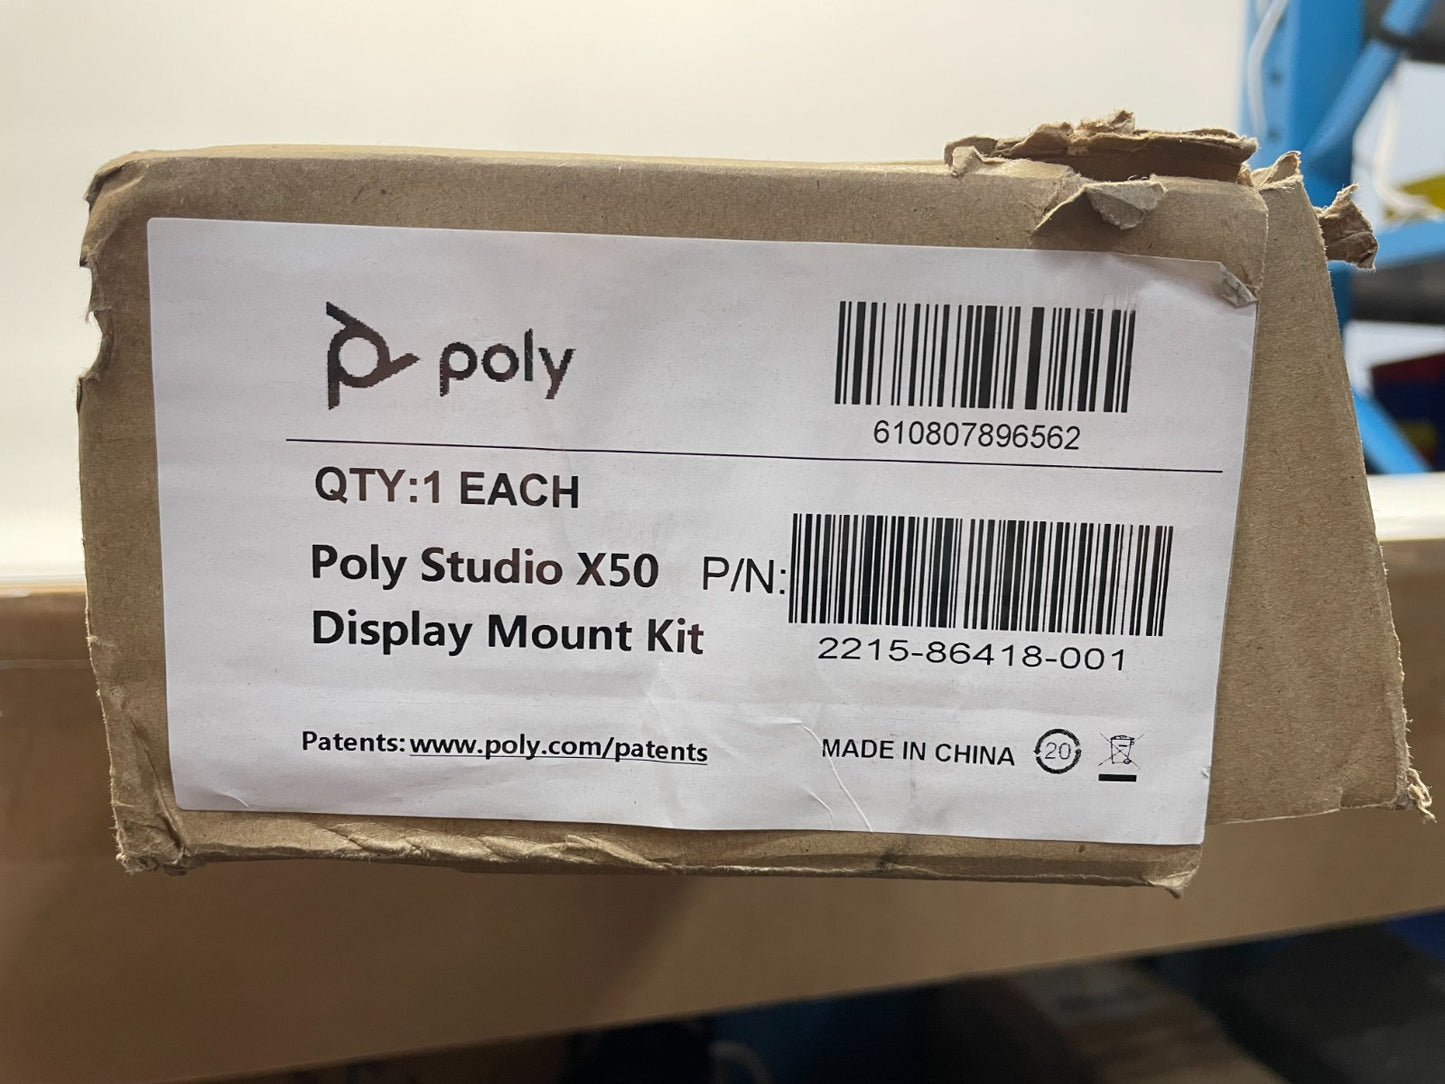 poly
610807896562
QTY:1 EACH
Poly Studio X50
Display Mount Kit
P/N:
2215-86418-001
Patents: www.poly.com/patents
MADE IN CHINA
20